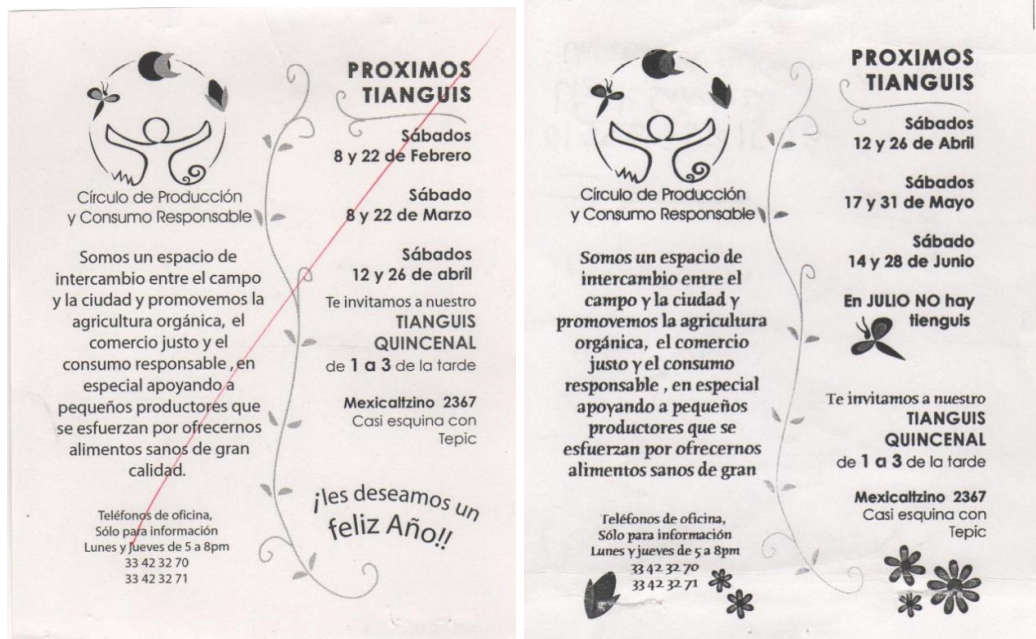 Círculo de Producción
y Consumo Responsable
Somos un espacio de
intercambio entre el campo
y la ciudad y promovemos la
agricultura orgánica, el
comercio justo y el
consumo responsable , en
especial apoyando a
pequeños productores que
se esfuerzan por ofrecernos
alimentos sanos de gran
calidad.
Teléfonos de oficina,
Sólo para información
Lunes y Jueves de 5 a 8pm
33 42 32 70
33 42 32 71
PROXIMOS
TIANGUIS
Sábados
8 y 22 de Febrero
Sábado
8 y 22 de Marzo
Sábados
12 y 26 de abril
Te invitamos a nuestro
TIANGUIS
QUINCENAL
de 1 a 3 de la tarde
Mexicaltzino 2367
Casi esquina con
Tepic
¡les deseamos un
feliz Año!!
Círculo de Producción
y Consumo Responsable
Somos un espacio de
intercambio entre el
campo y la ciudad y
promovemos la agricultura
orgánica, el comercio
justo y el consumo
responsable , en especial
apoyando a pequeños
productores que se
esfuerzan por ofrecernos
alimentos sanos de gran
Teléfonos de oficina,
Sólo para información
Lunes y jueves de 5 a 8pm
33 42 32 70
33 42 32 71
PROXIMOS
TIANGUIS
Sábados
12 y 26 de Abril
Sábados
17 y 31 de Mayo
Sábado
14 y 28 de Junio
En JULIO NO hay
tienguis
Te invitamos a nuestro
TIANGUIS
QUINCENAL
de 1 a 3 de la tarde
Mexicaltzino 2367
Casi esquina con
Tepic